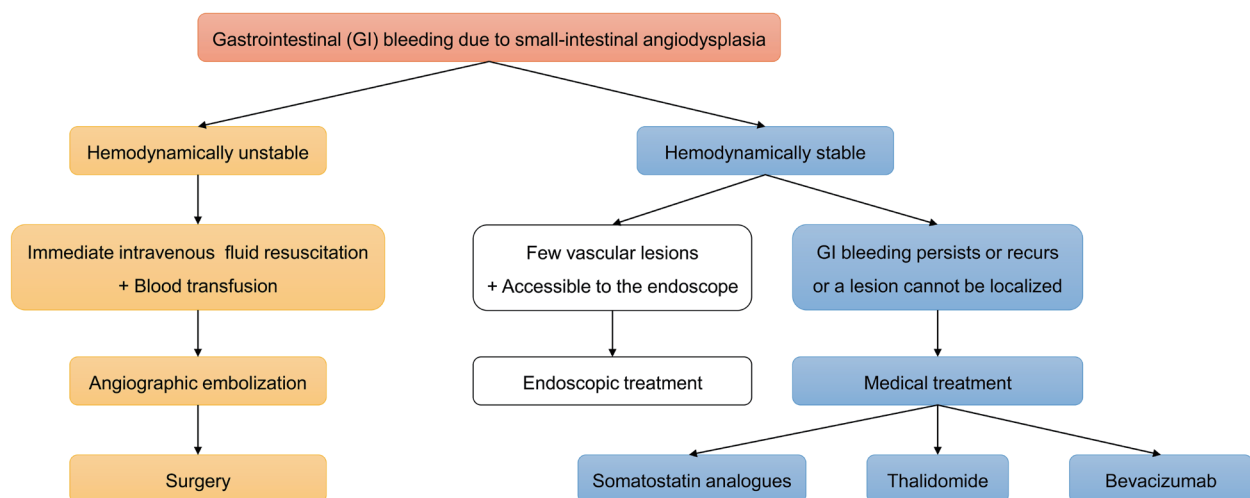 Gastrointestinal (GI) bleeding due to small-intestinal angiodysplasia
Hemodynamically unstable
Hemodynamically stable
Immediate intravenous fluid resuscitation
+ Blood transfusion
Few vascular lesions
+ Accessible to the endoscope
GI bleeding persists or recurs
or a lesion cannot be localized
Angiographic embolization
Endoscopic treatment
Medical treatment
Surgery
Somatostatin analogues
Thalidomide
Bevacizumab